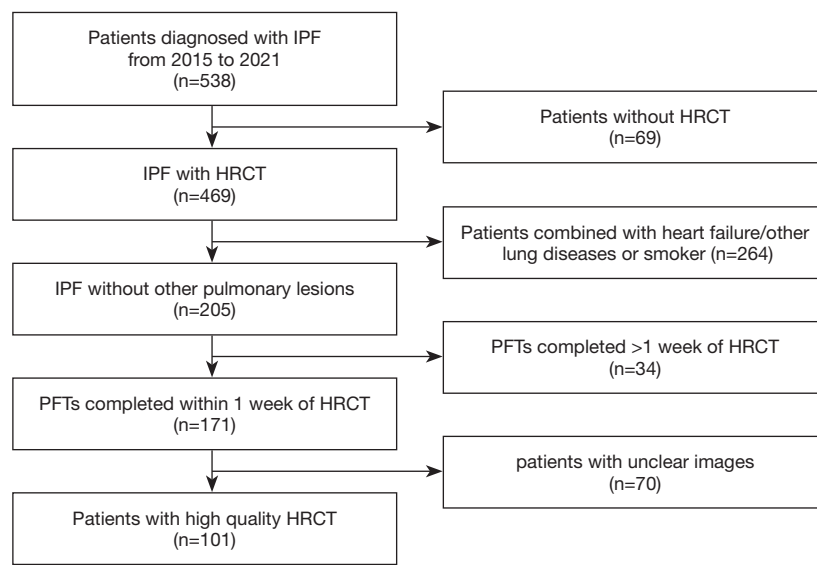 Patients diagnosed with IPF
from 2015 to 2021
(n=538)
Patients without HRCT
(n=69)
IPF with HRCT
(n=469)
Patients combined with heart failure/other
lung diseases or smoker (n=264)
IPF without other pulmonary lesions
(n=205)
PFTs completed >1 week of HRCT
(n=34)
PFTs completed within 1 week of HRCT
(n=171)
patients with unclear images
(n=70)
Patients with high quality HRCT
(n=101)